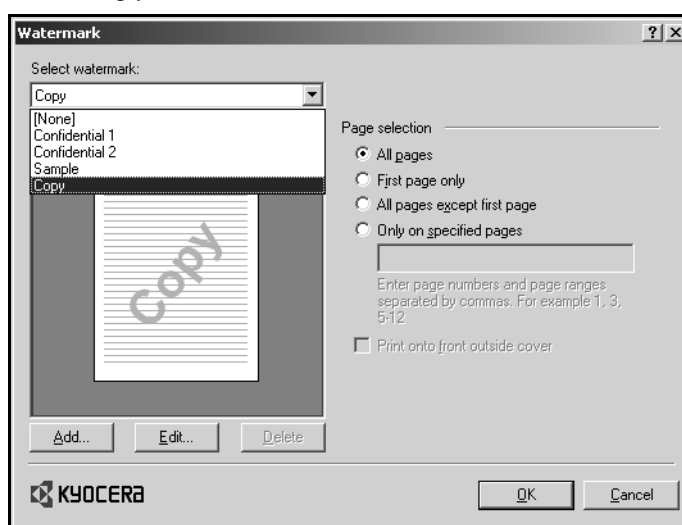 Watermark
Select watermark:
Copy
[None]
Confidential 1
Confidential 2
Sample
Copy
Copy
Add...
Edit...
Delete
Page selection
All pages
First page only
All pages except first page
Only on specified pages
Enter page numbers and page ranges
separated by commas. For example 1, 3,
5-12
Print onto front outside cover
KYOCERA
OK
Cancel